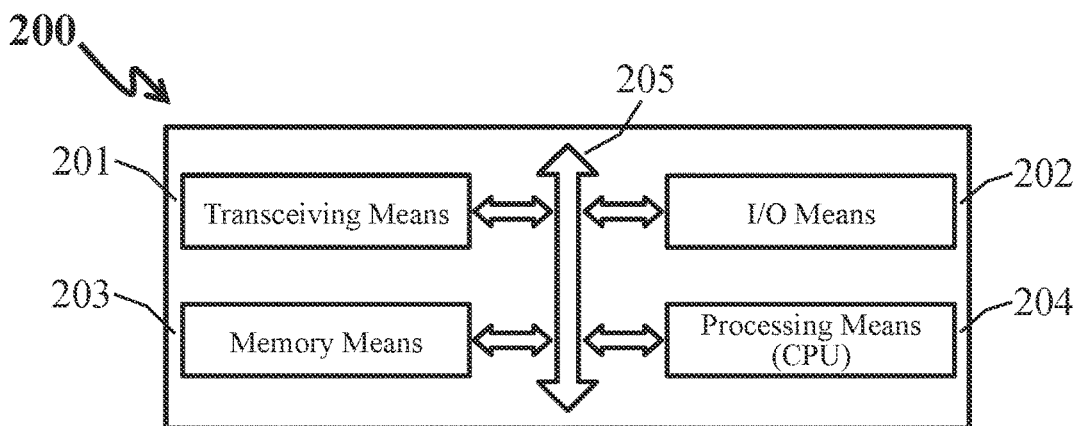 200
205
201
Transceiving Means
I/O Means
202
203
Memory Means
Processing Means
(CPU)
204